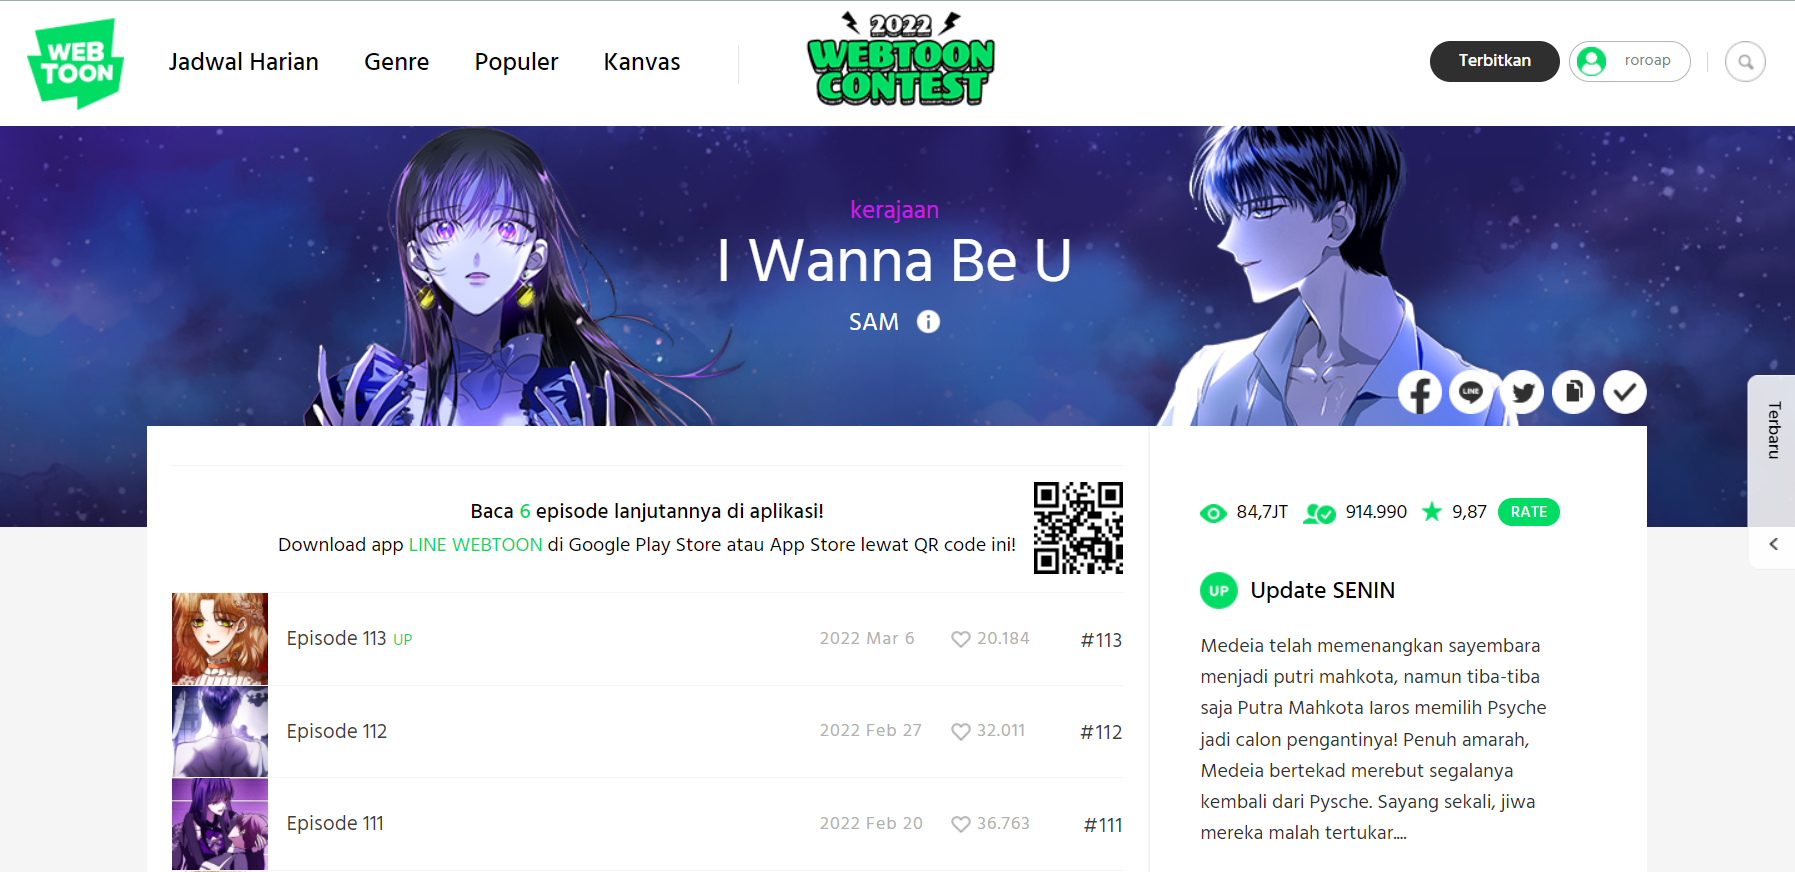 WEB
TOON
Jadwal Harian
Genre
Populer
Kanvas
2022
WEBTOON
CONTEST
Terbitkan
roroap
kerajaan
I Wanna Be U
SAM
i
LINE
Terbaru
Baca 6 episode lanjutannya di aplikasi!
Download app LINE WEBTOON di Google Play Store atau App Store lewat QR code ini!
Episode 113 UP
2022 Mar 6
20.184
#113
Episode 112
2022 Feb 27
32.011
#112
Episode 111
2022 Feb 20
36.763
#111
84,7JT
914.990
9,87
RATE
UP
Update SENIN
Medeia telah memenangkan sayembara
menjadi putri mahkota, namun tiba-tiba
saja Putra Mahkota Iaros memilih Psyche
jadi calon pengantinya! Penuh amarah,
Medeia bertekad merebut segalanya
kembali dari Pysche. Sayang sekali, jiwa
mereka malah tertukar....